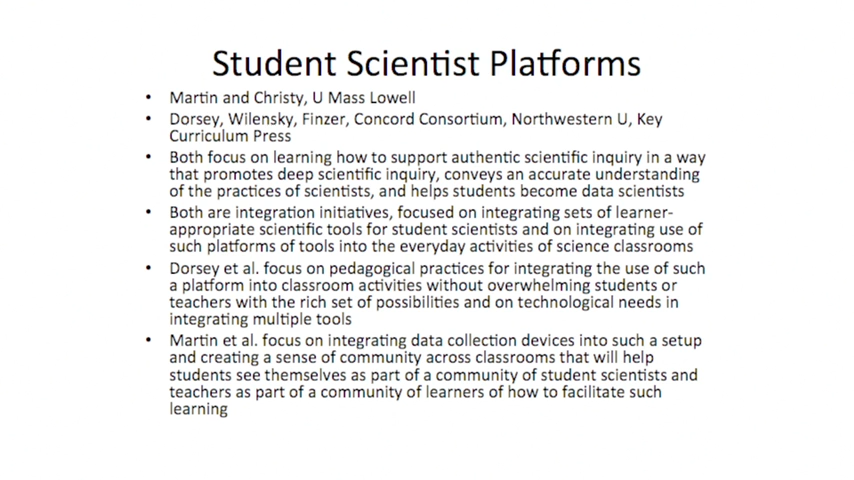 Student Scientist Platforms
• Martin and Christy, U Mass Lowell
• Dorsey, Wilensky, Finzer, Concord Consortium, Northwestern U, Key
Curriculum Press
• Both focus on learning how to support authentic scientific inquiry in a way
that promotes deep scientific inquiry, conveys an accurate understanding
of the practices of scientists, and helps students become data scientists
• Both are integration initiatives, focused on integrating sets of learner-
appropriate scientific tools for student scientists and on integrating use of
such platforms of tools into the everyday activities of science classrooms
• Dorsey et al. focus on pedagogical practices for integrating the use of such
a platform into classroom activities without overwhelming students or
teachers with the rich set of possibilities and on technological needs in
integrating multiple tools
• Martin et al. focus on integrating data collection devices into such a setup
and creating a sense of community across classrooms that will help
students see themselves as part of a community of student scientists and
teachers as part of a community of learners of how to facilitate such
learning